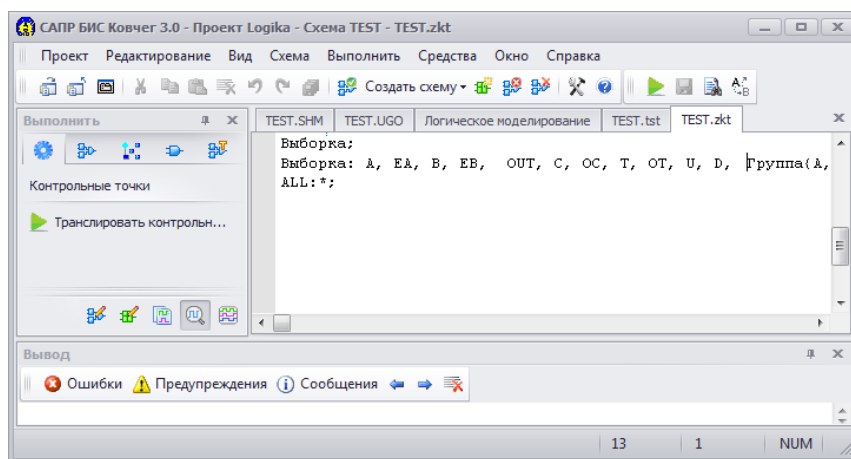 САПР БИС Ковчег 3.0 - Проект Logika - Схема TEST - TEST.zkt
Проект Редактирование Вид Схема Выполнить Средства Окно Справка
Создать схему
Выполнить
TEST.SHM TEST.UGO Логическое моделирование TEST.tst TEST.zkt
Выборка;
Выборка: A, EA, B, EB, OUT, C, OC, T, OT, U, D, Группа(A,
ALL:*;
Контрольные точки
Транслировать контрольн...
Вывод
Ошибки Предупреждения Сообщения
13 1 NUM